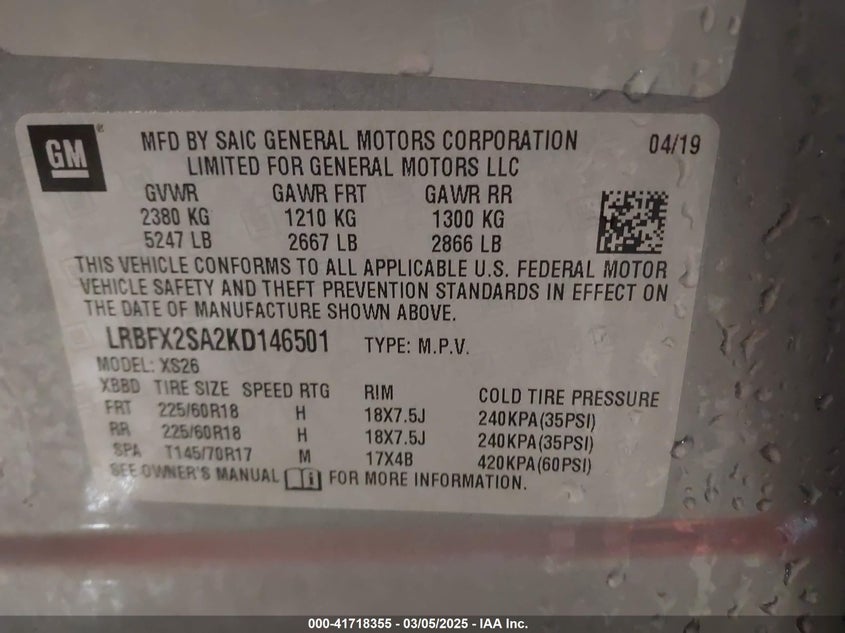 GM
MFD BY SAIC GENERAL MOTORS CORPORATION 04/19
LIMITED FOR GENERAL MOTORS LLC
GVWR GAWR FRT GAWR RR
2380 KG 1210 KG 1300 KG
5247 LB 2667 LB 2866 LB
THIS VEHICLE CONFORMS TO ALL APPLICABLE U.S. FEDERAL MOTOR
VEHICLE SAFETY AND THEFT PREVENTION STANDARDS IN EFFECT ON
THE DATE OF MANUFACTURE SHOWN ABOVE.
LRBFX2SA2KD146501 TYPE: M.P.V.
MODEL: XS26
XBBD TIRE SIZE SPEED RTG RIM COLD TIRE PRESSURE
FRT 225/60R18 H 18X7.5J 240KPA(35PSI)
RR 225/60R18 H 18X7.5J 240KPA(35PSI)
SPA T145/70R17 M 17X4B 420KPA(60PSI)
SEE OWNER'S MANUAL FOR MORE INFORMATION.
000-41718355 — 03/05/2025 - IAA Inc.